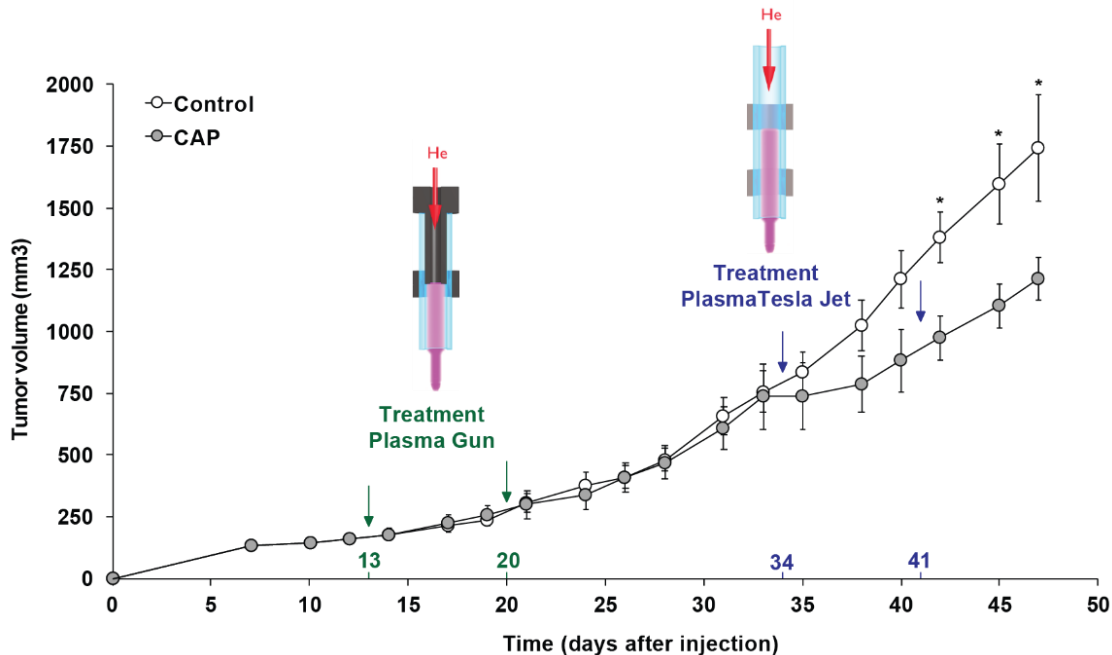 He
He
2000
1750
1500
1250
1000
750
500
250
0
Tumor volume (mm3)
Control
CAP
Treatment
Plasma Gun
Treatment
PlasmaTesla Jet
*
*
*
13
20
34
41
0
5
10
15
20
25
30
35
40
45
50
Time (days after injection)